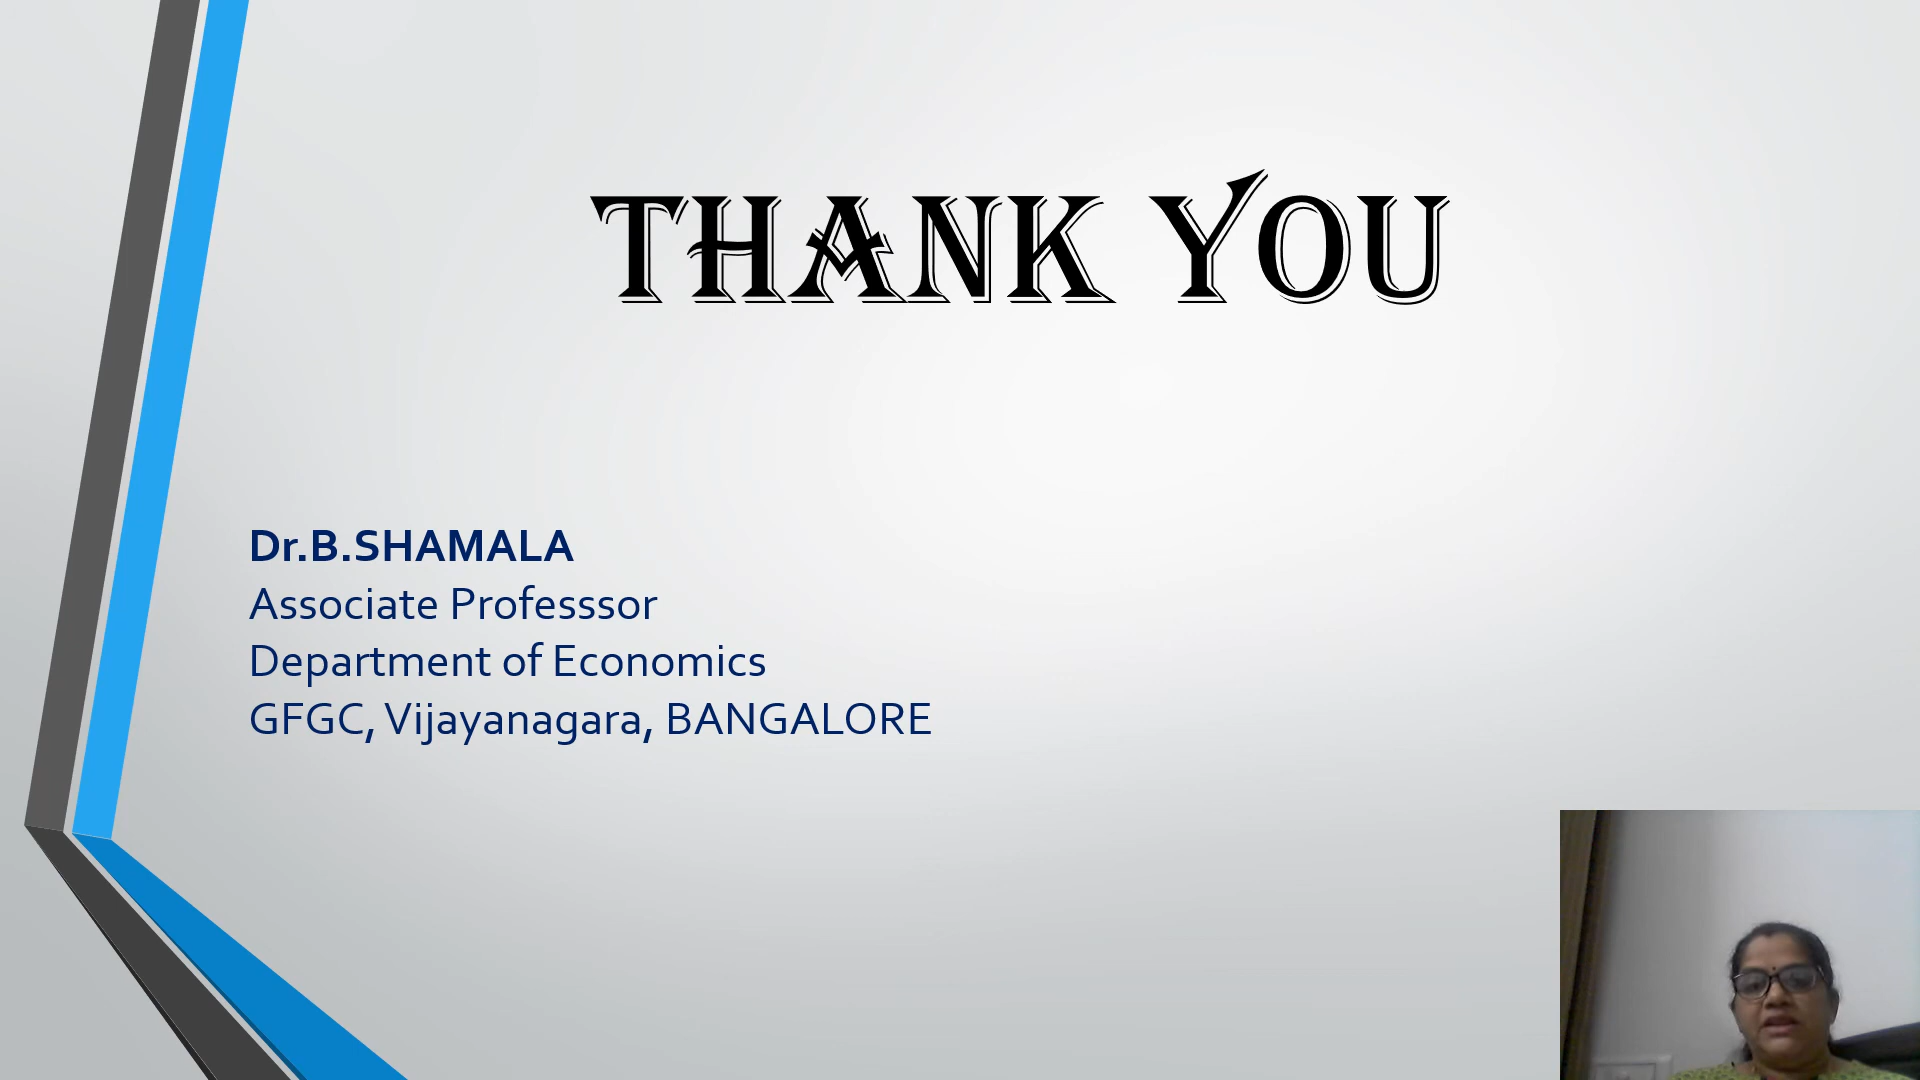 THANK YOU
Dr.B.SHAMALA
Associate Professsor
Department of Economics
GFGC, Vijayanagara, BANGALORE